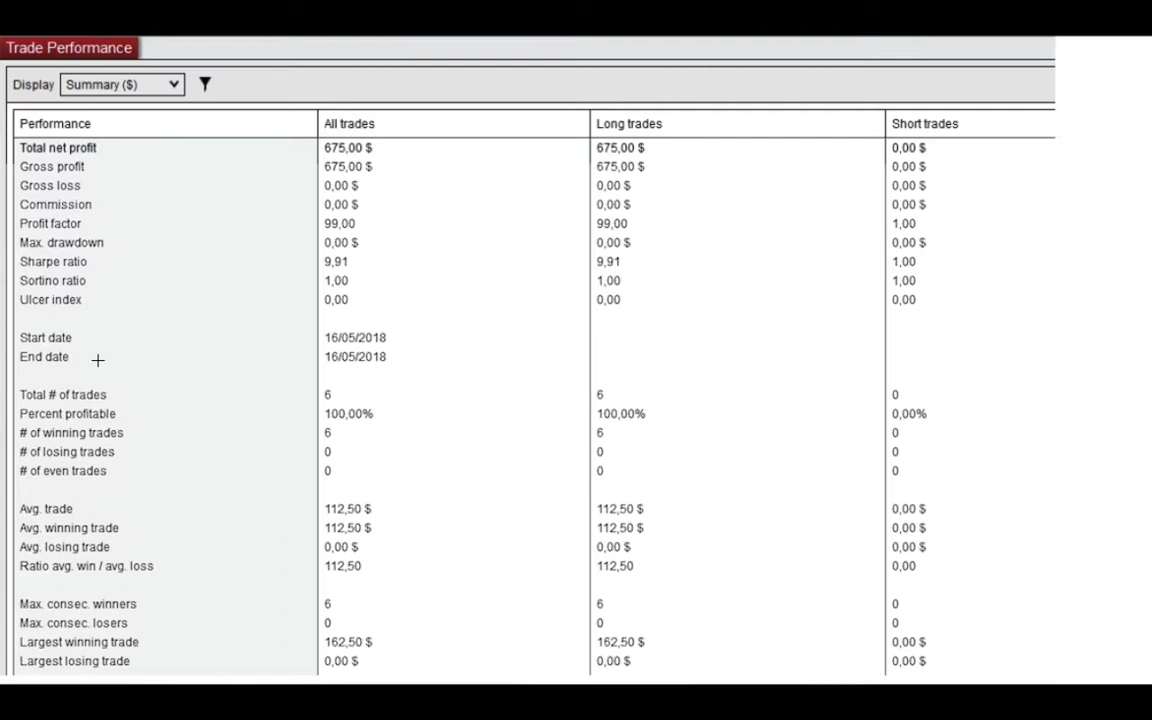 Trade Performance
Display Summary ($)
Performance All trades Long trades Short trades
Total net profit 675,00 $ 675,00 $ 0,00 $
Gross profit 675,00 $ 675,00 $ 0,00 $
Gross loss 0,00 $ 0,00 $ 0,00 $
Commission 0,00 $ 0,00 $ 0,00 $
Profit factor 99,00 99,00 1,00
Max. drawdown 0,00 $ 0,00 $ 0,00 $
Sharpe ratio 9,91 9,91 1,00
Sortino ratio 1,00 1,00 1,00
Ulcer index 0,00 0,00 0,00
Start date 16/05/2018
End date 16/05/2018
Total # of trades 6 6 0
Percent profitable 100,00% 100,00% 0,00%
# of winning trades 6 6 0
# of losing trades 0 0 0
# of even trades 0 0 0
Avg. trade 112,50 $ 112,50 $ 0,00 $
Avg. winning trade 112,50 $ 112,50 $ 0,00 $
Avg. losing trade 0,00 $ 0,00 $ 0,00 $
Ratio avg. win / avg. loss 112,50 112,50 0,00
Max. consec. winners 6 6 0
Max. consec. losers 0 0 0
Largest winning trade 162,50 $ 162,50 $ 0,00 $
Largest losing trade 0,00 $ 0,00 $ 0,00 $